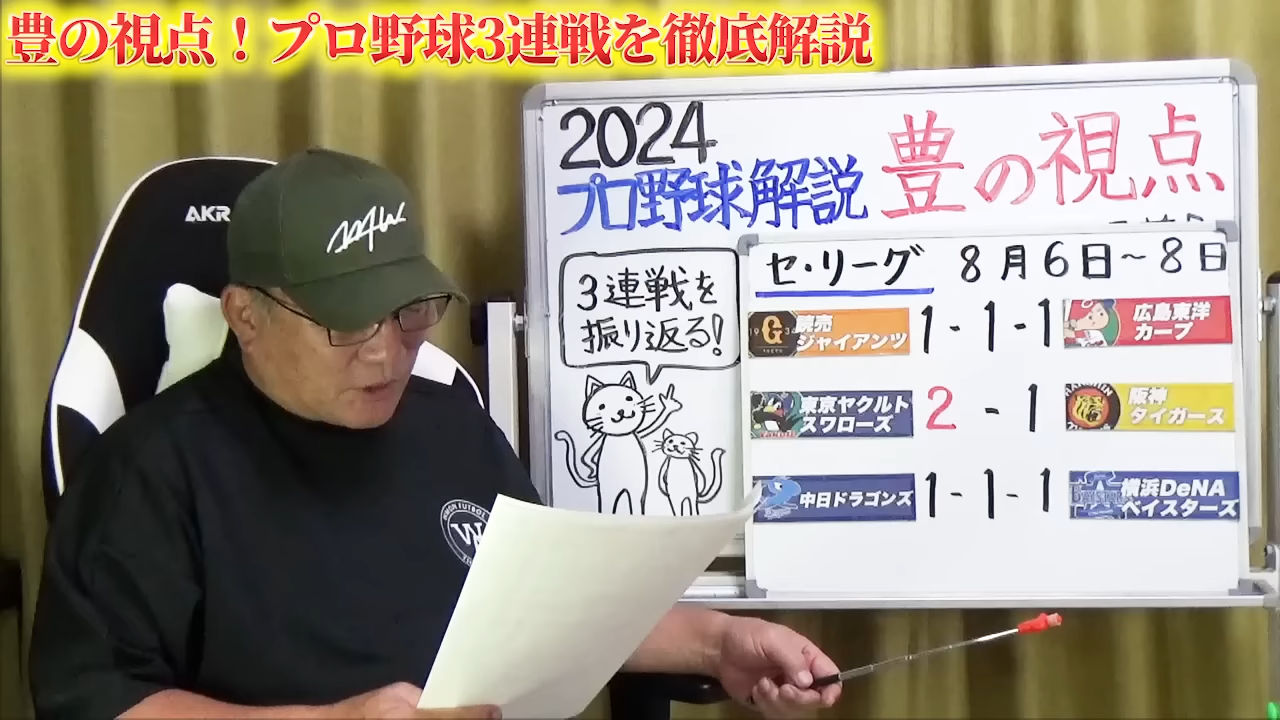 豊の視点！プロ野球3連戦を徹底解説
2024
プロ野球解説 豊の視点
セ・リーグ 8月6日～8日
3連戦を
振り返る!
読売
ジャイアンツ
1-1-1
広島東洋
カープ
東京ヤクルト
スワローズ
2-1
阪神
タイガース
中日ドラゴンズ
1-1-1
横浜DeNA
ベイスターズ
AKR